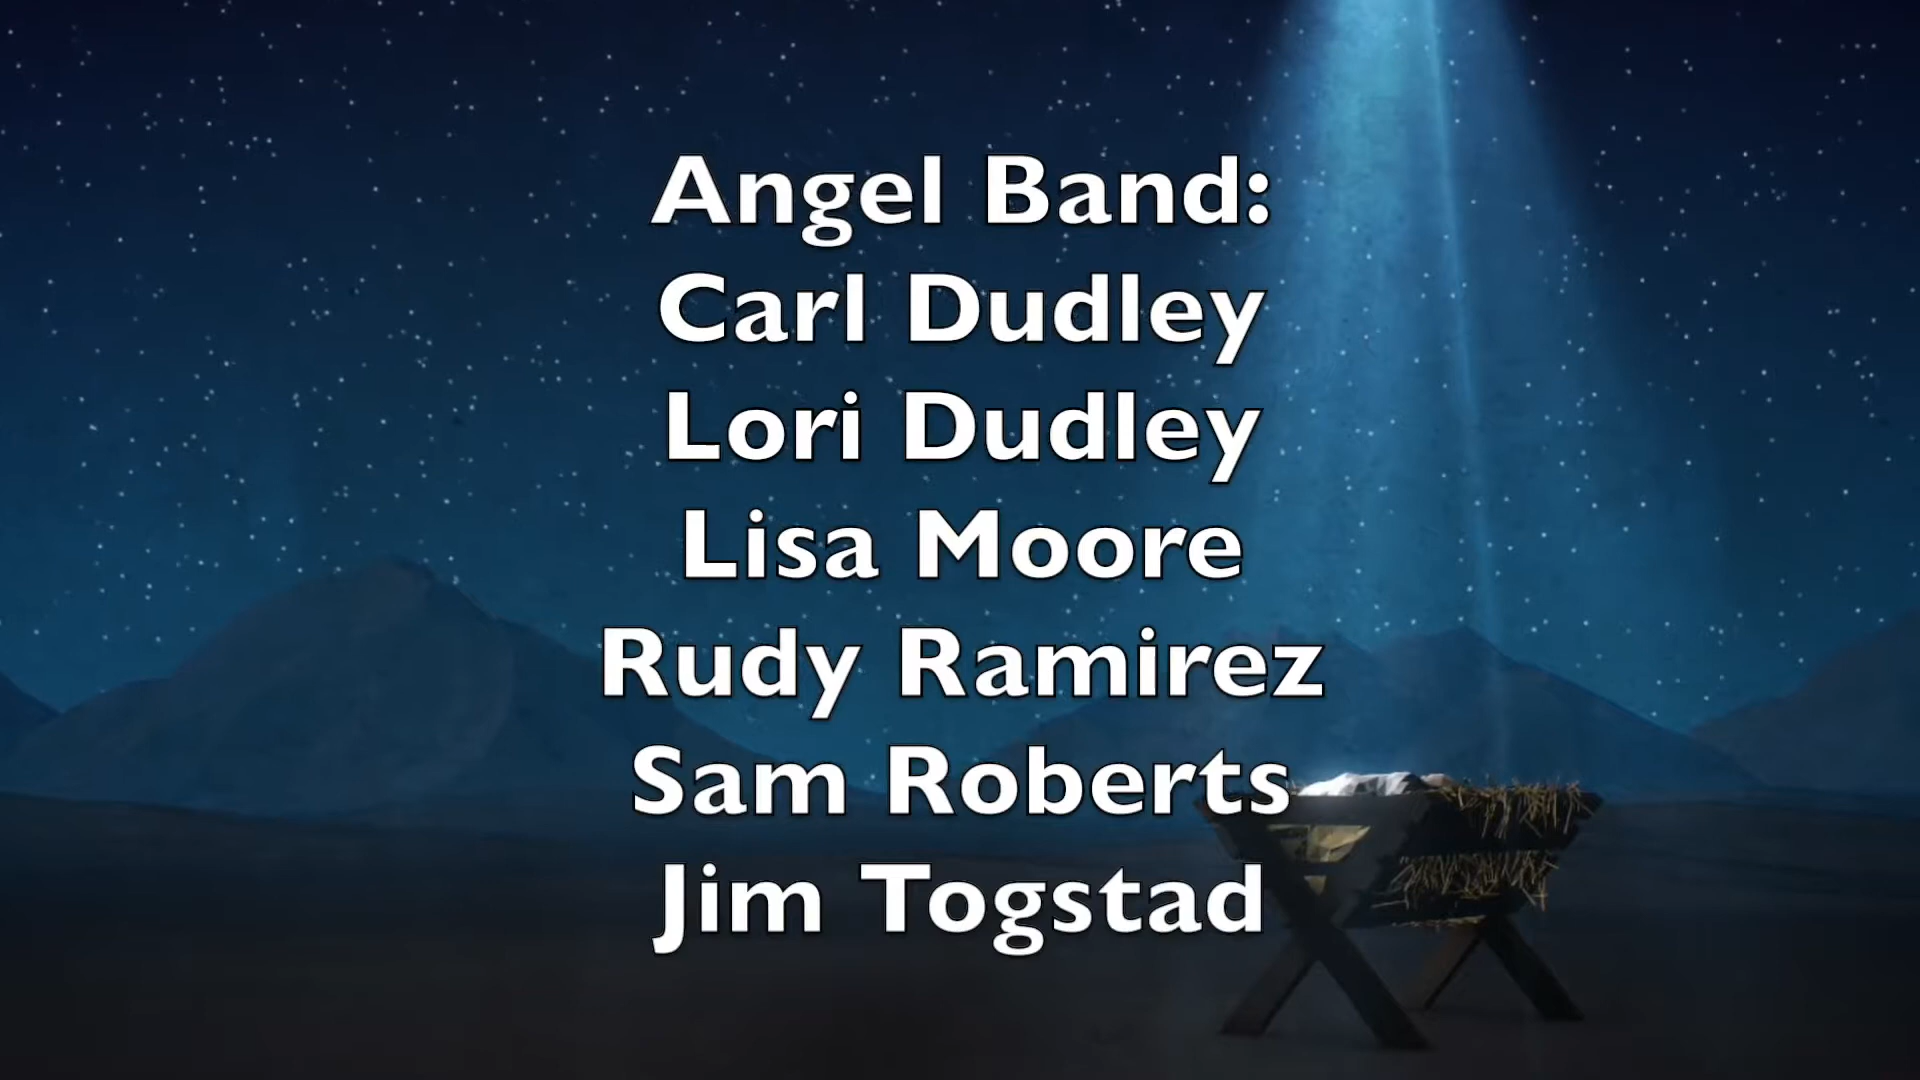 Angel Band:
Carl Dudley
Lori Dudley
Lisa Moore
Rudy Ramirez
Sam Roberts
Jim Togstad